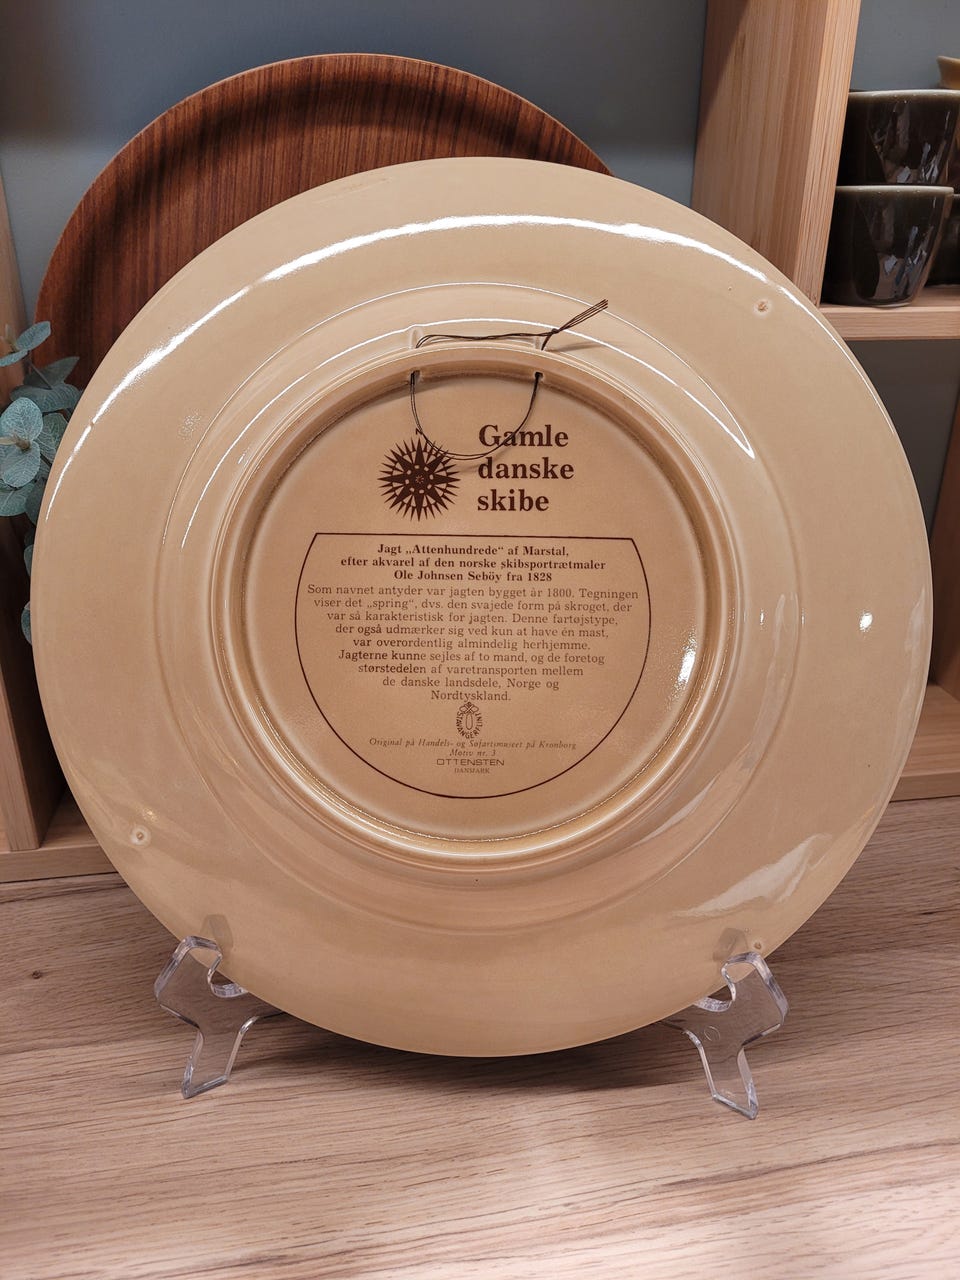 N
Gamle
danske
skibe
Jagt „Attenhundrede“ af Marstal,
efter akvarel af den norske skibsportrætmaler
Ole Johnsen Seböy fra 1828
Som navnet antyder var jagten bygget år 1800. Tegningen
viser det „spring“, dvs. den svajede form på skroget, der
var så karakteristisk for jagten. Denne fartøjstype,
der også udmærker sig ved kun at have én mast,
var overordentlig almindelig herhjemme.
Jagterne kunne sejles af to mand, og de foretog
størstedelen af varetransporten mellem
de danske landsdele, Norge og
Nordtyskland.
STAVANGERFLINT
Original på Handels- og Søfartsmuseet på Kronborg
Motiv nr. 3
OTTENSTEN
DANMARK